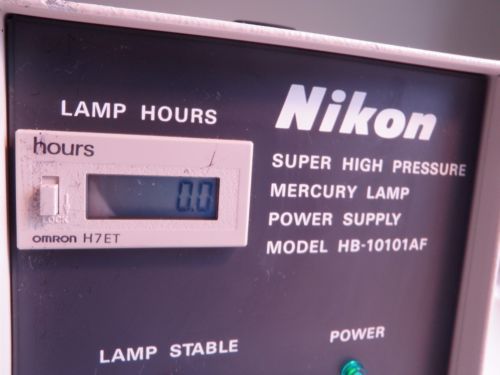 LAMP HOURS
Nikon
hours
0.0
LOCK
omron H7ET
SUPER HIGH PRESSURE
MERCURY LAMP
POWER SUPPLY
MODEL HB-10101AF
LAMP STABLE
POWER